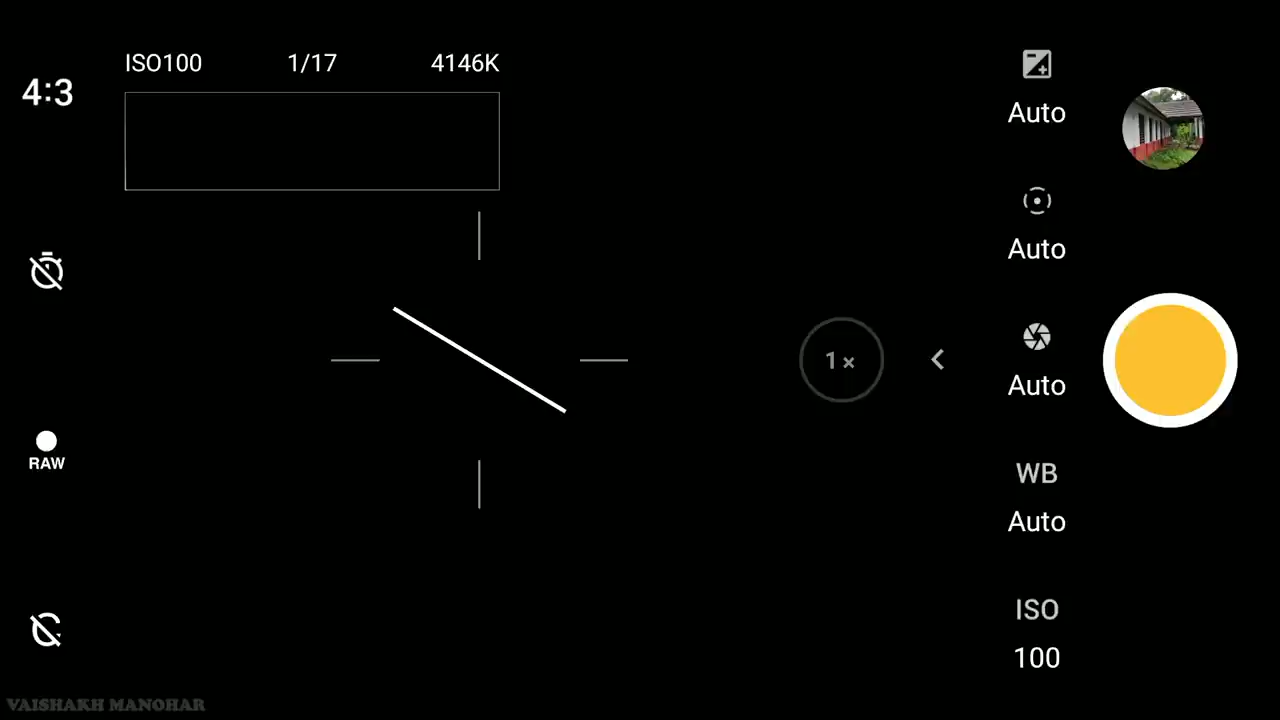 ISO100 1/17 4146K
4:3
Auto
Auto
1×
Auto
RAW
WB
Auto
ISO
100
VAISHAKH MANOHAR